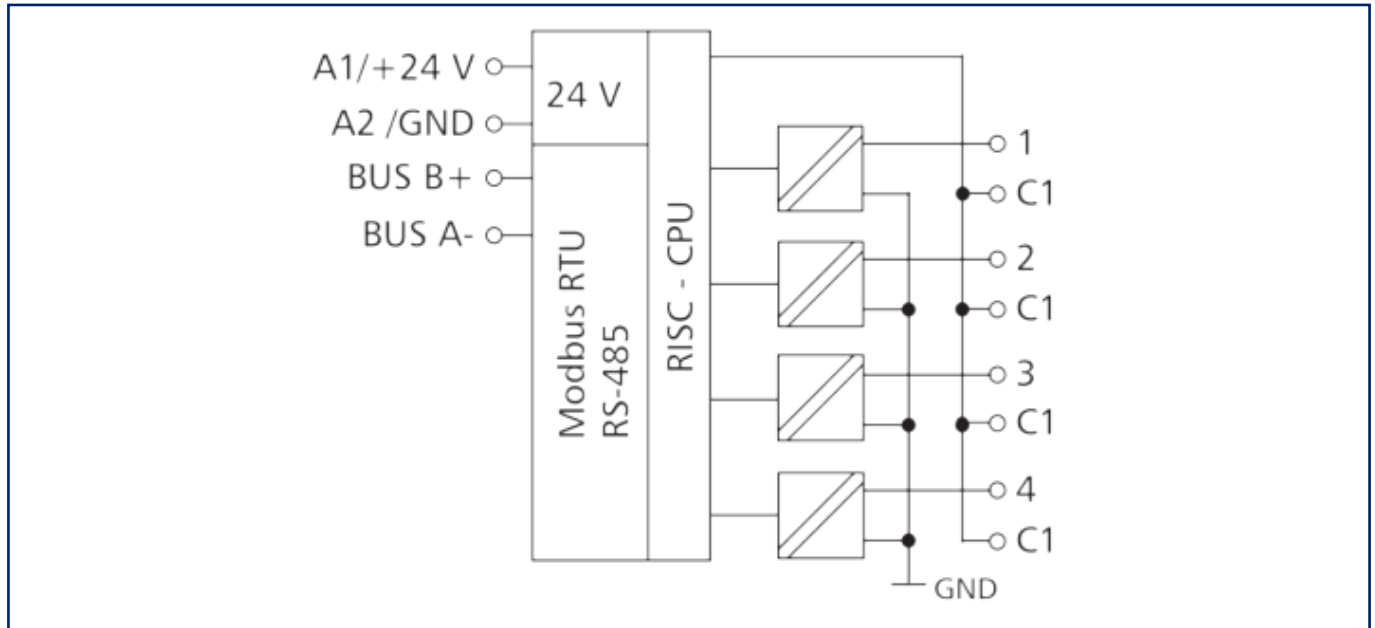 A1/+24 V
A2 /GND
BUS B+
BUS A-
24 V
Modbus RTU
RS-485
RISC - CPU
1
C1
2
C1
3
C1
4
C1
GND